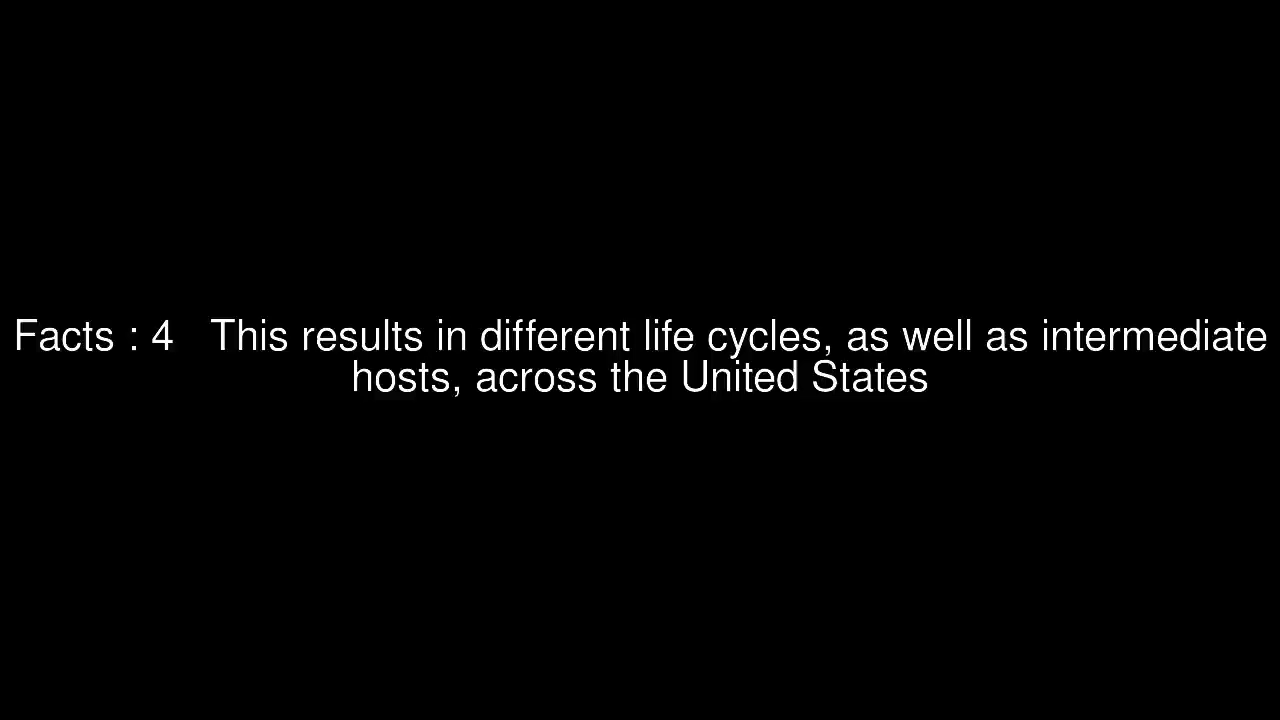 Facts : 4   This results in different life cycles, as well as intermediate
hosts, across the United States